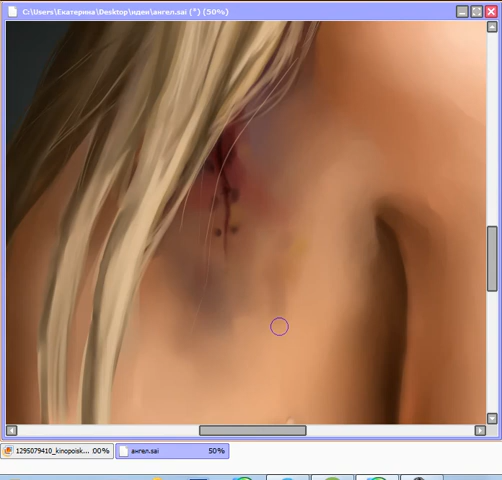 C:\Users\Екатерина\Desktop\идеи\ангел.sai (*) (50%)
1295079410_kinopoisk... :00%
ангел.sai 50%